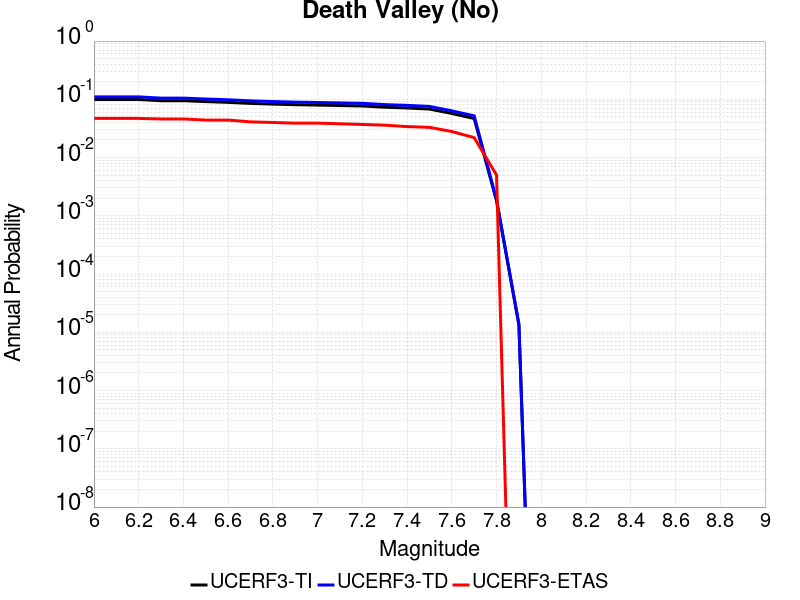 Death Valley (No)
10^0
10^-1
10^-2
10^-3
10^-4
10^-5
10^-6
10^-7
10^-8
Annual Probability
6 6.2 6.4 6.6 6.8 7 7.2 7.4 7.6 7.8 8 8.2 8.4 8.6 8.8 9
Magnitude
UCERF3-TI UCERF3-TD UCERF3-ETAS